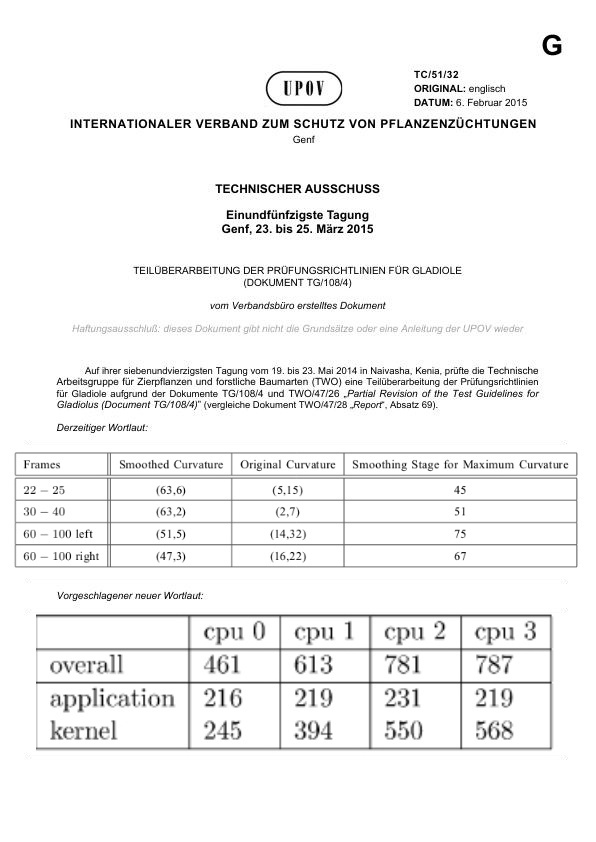 G
UPOV
TC/51/32
ORIGINAL: englisch
DATUM: 6. Februar 2015
INTERNATIONALER VERBAND ZUM SCHUTZ VON PFLANZENZÜCHTUNGEN
Genf
TECHNISCHER AUSSCHUSS
Einundfünfzigste Tagung
Genf, 23. bis 25. März 2015
TEILÜBERARBEITUNG DER PRÜFUNGSRICHTLINIEN FÜR GLADIOLE
(DOKUMENT TG/108/4)
vom Verbandsbüro erstelltes Dokument
Haftungsausschluß: dieses Dokument gibt nicht die Grundsätze oder eine Anleitung der UPOV wieder
Auf ihrer siebenundvierzigsten Tagung vom 19. bis 23. Mai 2014 in Naivasha, Kenia, prüfte die Technische
Arbeitsgruppe für Zierpflanzen und forstliche Baumarten (TWO) eine Teilüberarbeitung der Prüfungsrichtlinien
für Gladiole aufgrund der Dokumente TG/108/4 und TWO/47/26 „Partial Revision of the Test Guidelines for
Gladiolus (Document TG/108/4)" (vergleiche Dokument TWO/47/28 „Report", Absatz 69).
Derzeitiger Wortlaut:
Frames Smoothed Curvature Original Curvature Smoothing Stage for Maximum Curvature
22 − 25 (63,6) (5,15) 45
30 − 40 (63,2) (2,7) 51
60 − 100 left (51,5) (14,32) 75
60 − 100 right (47,3) (16,22) 67
Vorgeschlagener neuer Wortlaut:
cpu 0 cpu 1 cpu 2 cpu 3
overall 461 613 781 787
application 216 219 231 219
kernel 245 394 550 568